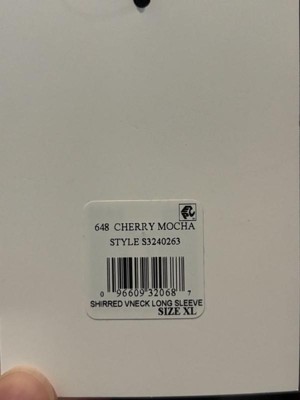 648 CHERRY MOCHA
STYLE S3240263
0 96609 32068 7
SHIRRED VNECK LONG SLEEVE
SIZE XL